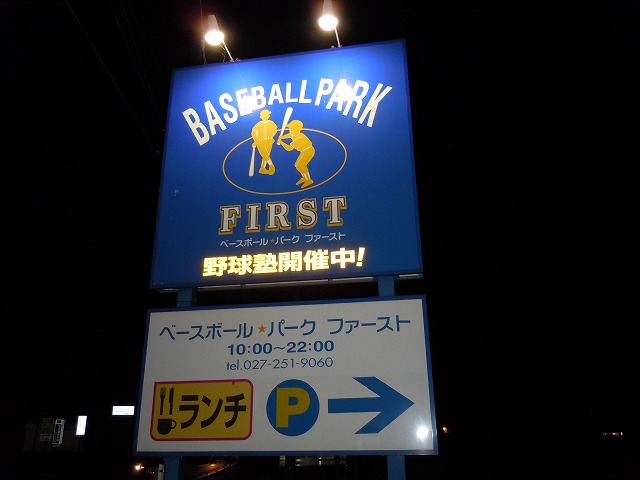 BASEBALL PARK
FIRST
ベースボール★パーク ファースト
野球塾開催中!
ベースボール★パーク ファースト
10:00~22:00
tel.027-251-9060
ランチ
P